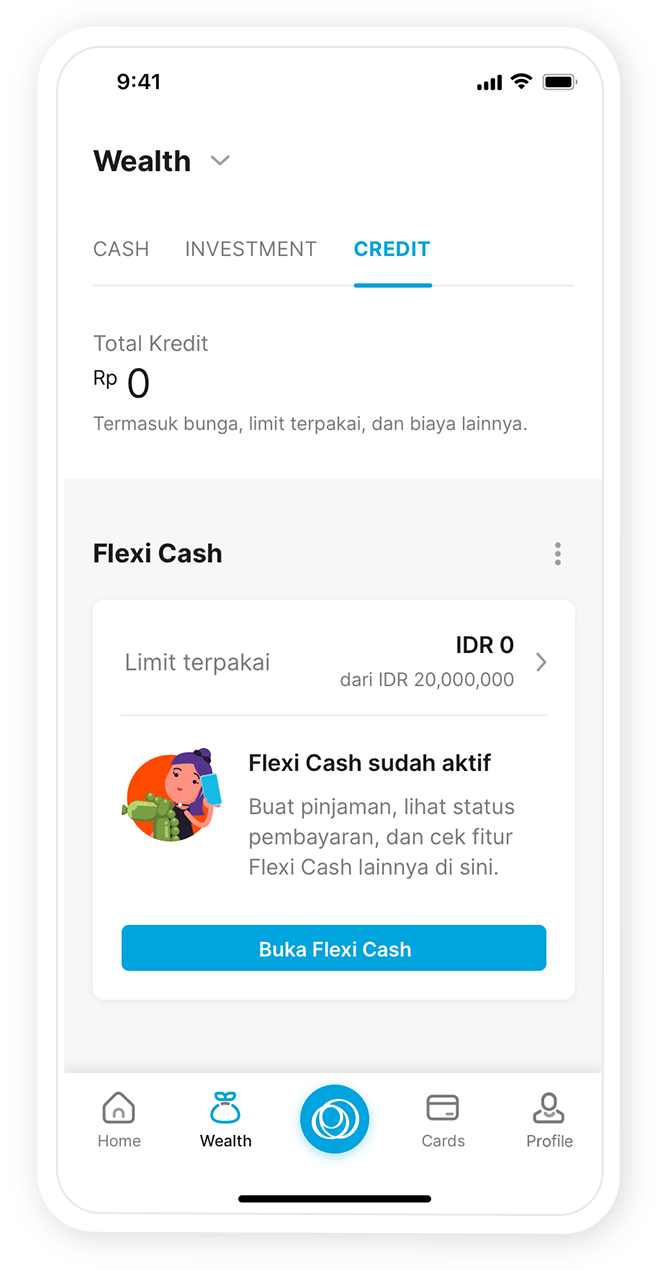 9:41
Wealth
CASH INVESTMENT CREDIT
Total Kredit
Rp 0
Termasuk bunga, limit terpakai, dan biaya lainnya.
Flexi Cash
Limit terpakai
IDR 0
dari IDR 20,000,000
Flexi Cash sudah aktif
Buat pinjaman, lihat status
pembayaran, dan cek fitur
Flexi Cash lainnya di sini.
Buka Flexi Cash
Home Wealth Cards Profile